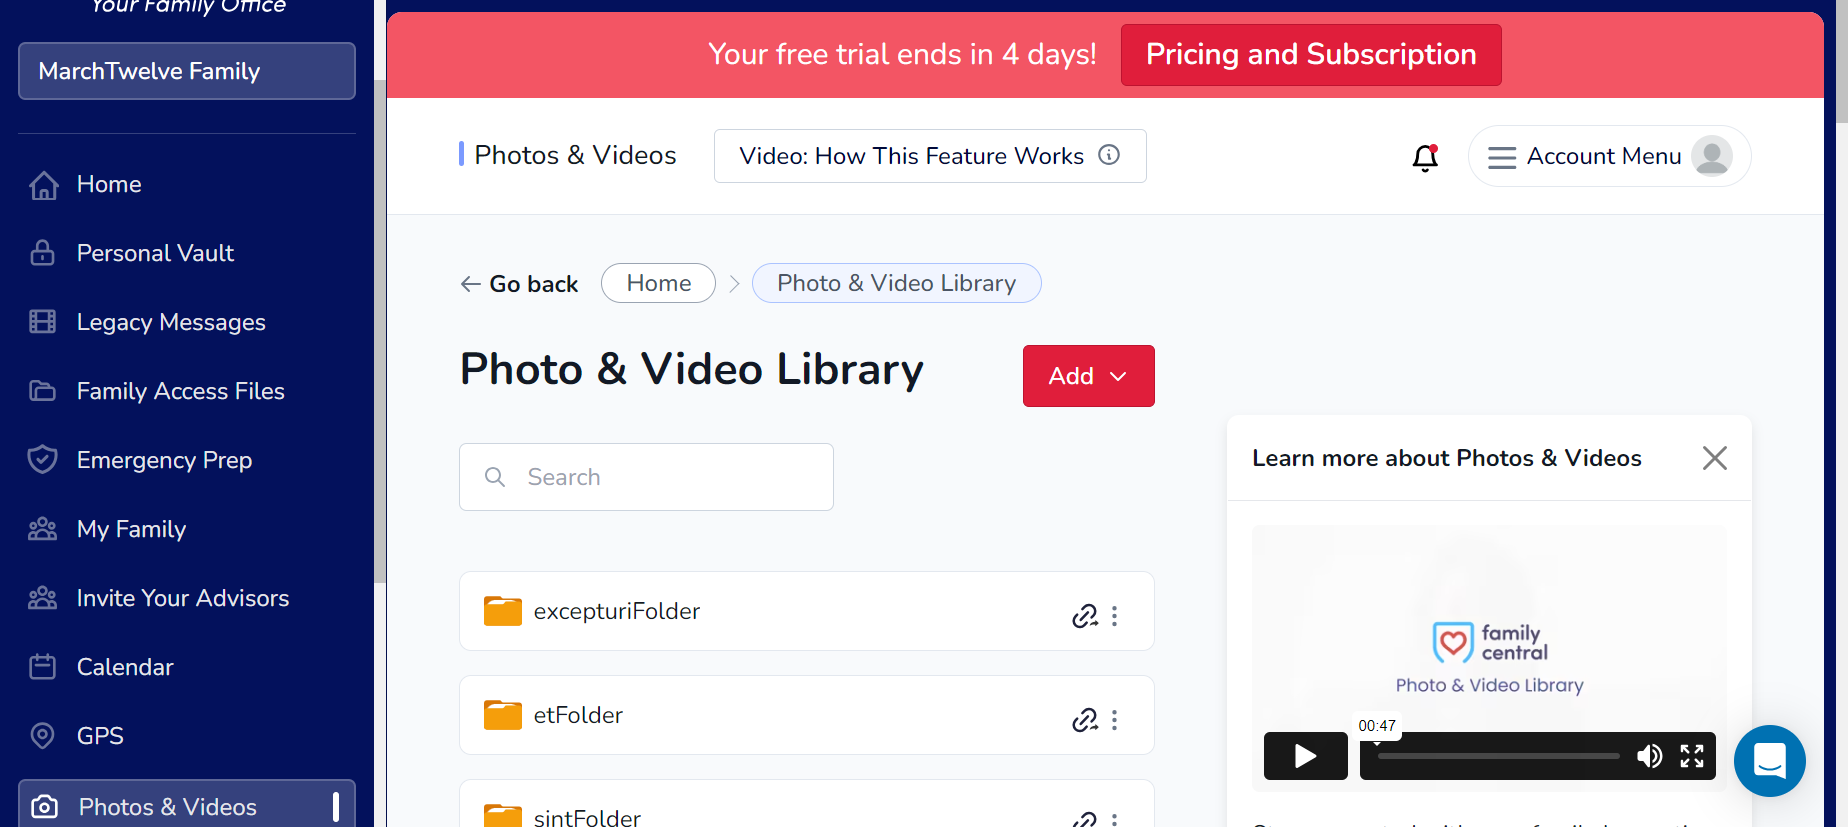 Your Family Office
MarchTwelve Family
Home
Personal Vault
Legacy Messages
Family Access Files
Emergency Prep
My Family
Invite Your Advisors
Calendar
GPS
Photos & Videos
Your free trial ends in 4 days!
Pricing and Subscription
Photos & Videos
Video: How This Feature Works
Account Menu
Go back
Home
Photo & Video Library
Photo & Video Library
Add
Search
excepturiFolder
etFolder
sintFolder
Learn more about Photos & Videos
family
central
Photo & Video Library
00:47